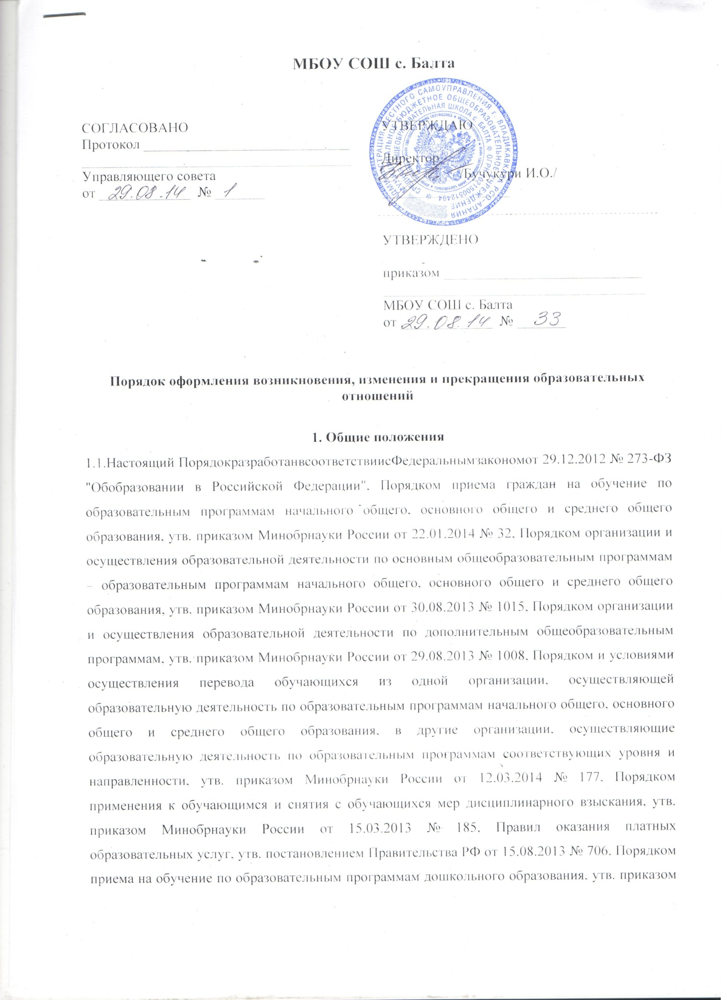 МБОУ СОШ с. Балта
СОГЛАСОВАНО
Протокол
Управляющего совета
от 29.08.14 № 1
УТВЕРЖДАЮ
Директор
/Бучукури И.О./
АДМИНИСТРАЦИЯ МЕСТНОГО САМОУПРАВЛЕНИЯ г. ВЛАДИКАВКАЗА РСО-АЛАНИЯ
МУНИЦИПАЛЬНОЕ БЮДЖЕТНОЕ ОБЩЕОБРАЗОВАТЕЛЬНОЕ УЧРЕЖДЕНИЕ
СРЕДНЯЯ ОБЩЕОБРАЗОВАТЕЛЬНАЯ ШКОЛА с. БАЛТА * ОГРН 1021500512494 *
УТВЕРЖДЕНО
приказом
МБОУ СОШ с. Балта
от 29.08.14 № 33
Порядок оформления возникновения, изменения и прекращения образовательных
отношений
1. Общие положения
1.1.Настоящий ПорядокразработанвсоответствиисФедеральнымзакономот 29.12.2012 № 273-ФЗ
"Обобразовании в Российской Федерации", Порядком приема граждан на обучение по
образовательным программам начального общего, основного общего и среднего общего
образования, утв. приказом Минобрнауки России от 22.01.2014 № 32, Порядком организации и
осуществления образовательной деятельности по основным общеобразовательным программам
– образовательным программам начального общего, основного общего и среднего общего
образования, утв. приказом Минобрнауки России от 30.08.2013 № 1015, Порядком организации
и осуществления образовательной деятельности по дополнительным общеобразовательным
программам, утв. приказом Минобрнауки России от 29.08.2013 № 1008, Порядком и условиями
осуществления перевода обучающихся из одной организации, осуществляющей
образовательную деятельность по образовательным программам начального общего, основного
общего и среднего общего образования, в другие организации, осуществляющие
образовательную деятельность по образовательным программам соответствующих уровня и
направленности, утв. приказом Минобрнауки России от 12.03.2014 № 177, Порядком
применения к обучающимся и снятия с обучающихся мер дисциплинарного взыскания, утв.
приказом Минобрнауки России от 15.03.2013 № 185, Правил оказания платных
образовательных услуг, утв. постановлением Правительства РФ от 15.08.2013 № 706, Порядком
приема на обучение по образовательным программам дошкольного образования, утв. приказом